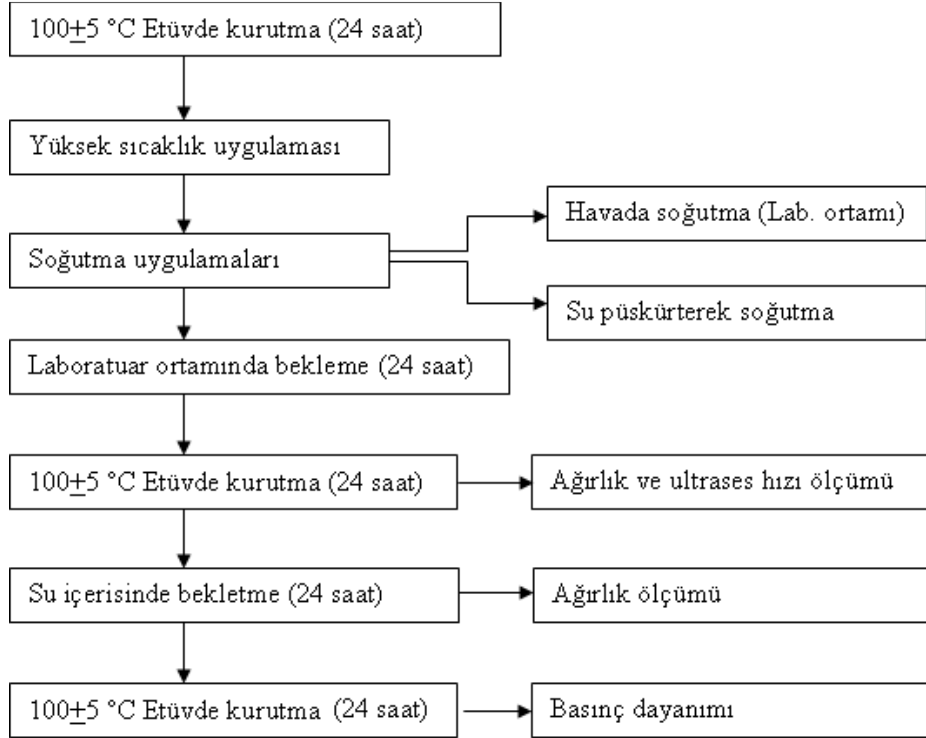 100±5 °C Etüvde kurutma (24 saat)
Yüksek sıcaklık uygulaması
Havada soğutma (Lab. ortamı)
Soğutma uygulamaları
Su püskürterek soğutma
Laboratuar ortamında bekleme (24 saat)
100±5 °C Etüvde kurutma (24 saat)
Ağırlık ve ultrases hızı ölçümü
Su içerisinde bekletme (24 saat)
Ağırlık ölçümü
100±5 °C Etüvde kurutma (24 saat)
Basınç dayanımı